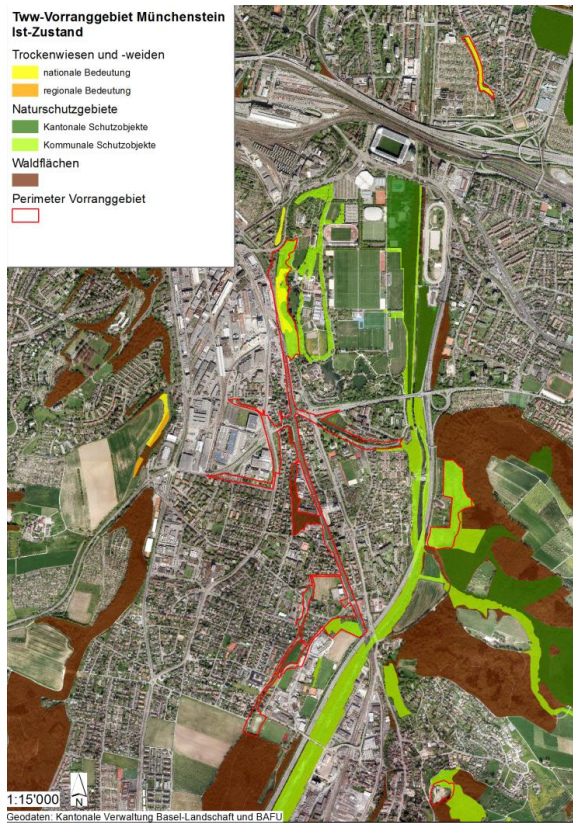 Tww-Vorranggebiet Münchenstein
Ist-Zustand
Trockenwiesen und -weiden
nationale Bedeutung
regionale Bedeutung
Naturschutzgebiete
Kantonale Schutzobjekte
Kommunale Schutzobjekte
Waldflächen
Perimeter Vorranggebiet
1:15'000
N
Geodaten: Kantonale Verwaltung Basel-Landschaft und BAFU